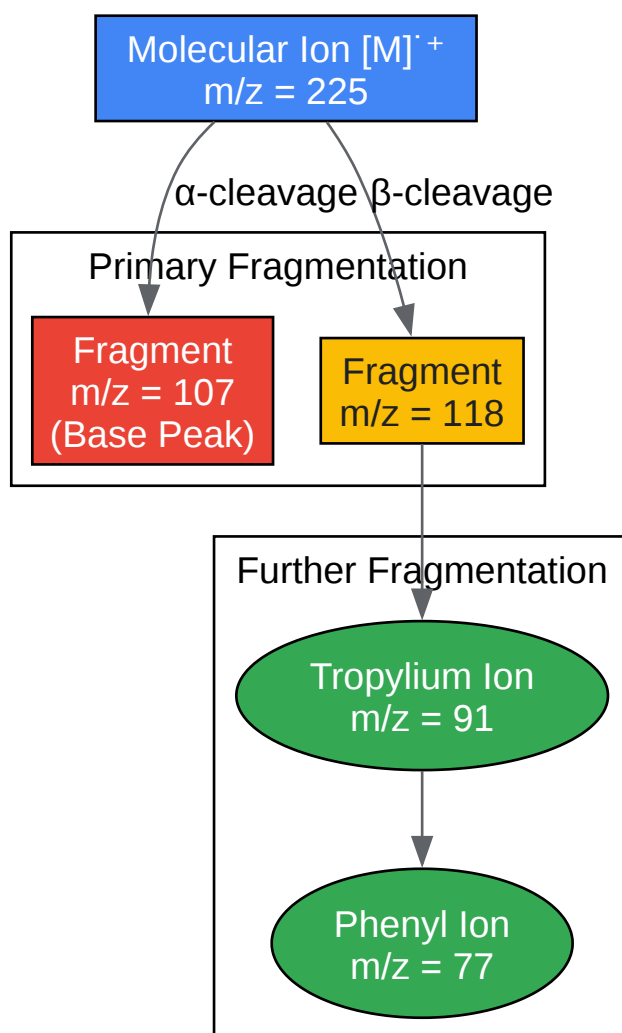 Molecular Ion [M]˙⁺
m/z = 225
α-cleavage
β-cleavage
Primary Fragmentation
Fragment
m/z = 107
(Base Peak)
Fragment
m/z = 118
Further Fragmentation
Tropylium Ion
m/z = 91
Phenyl Ion
m/z = 77